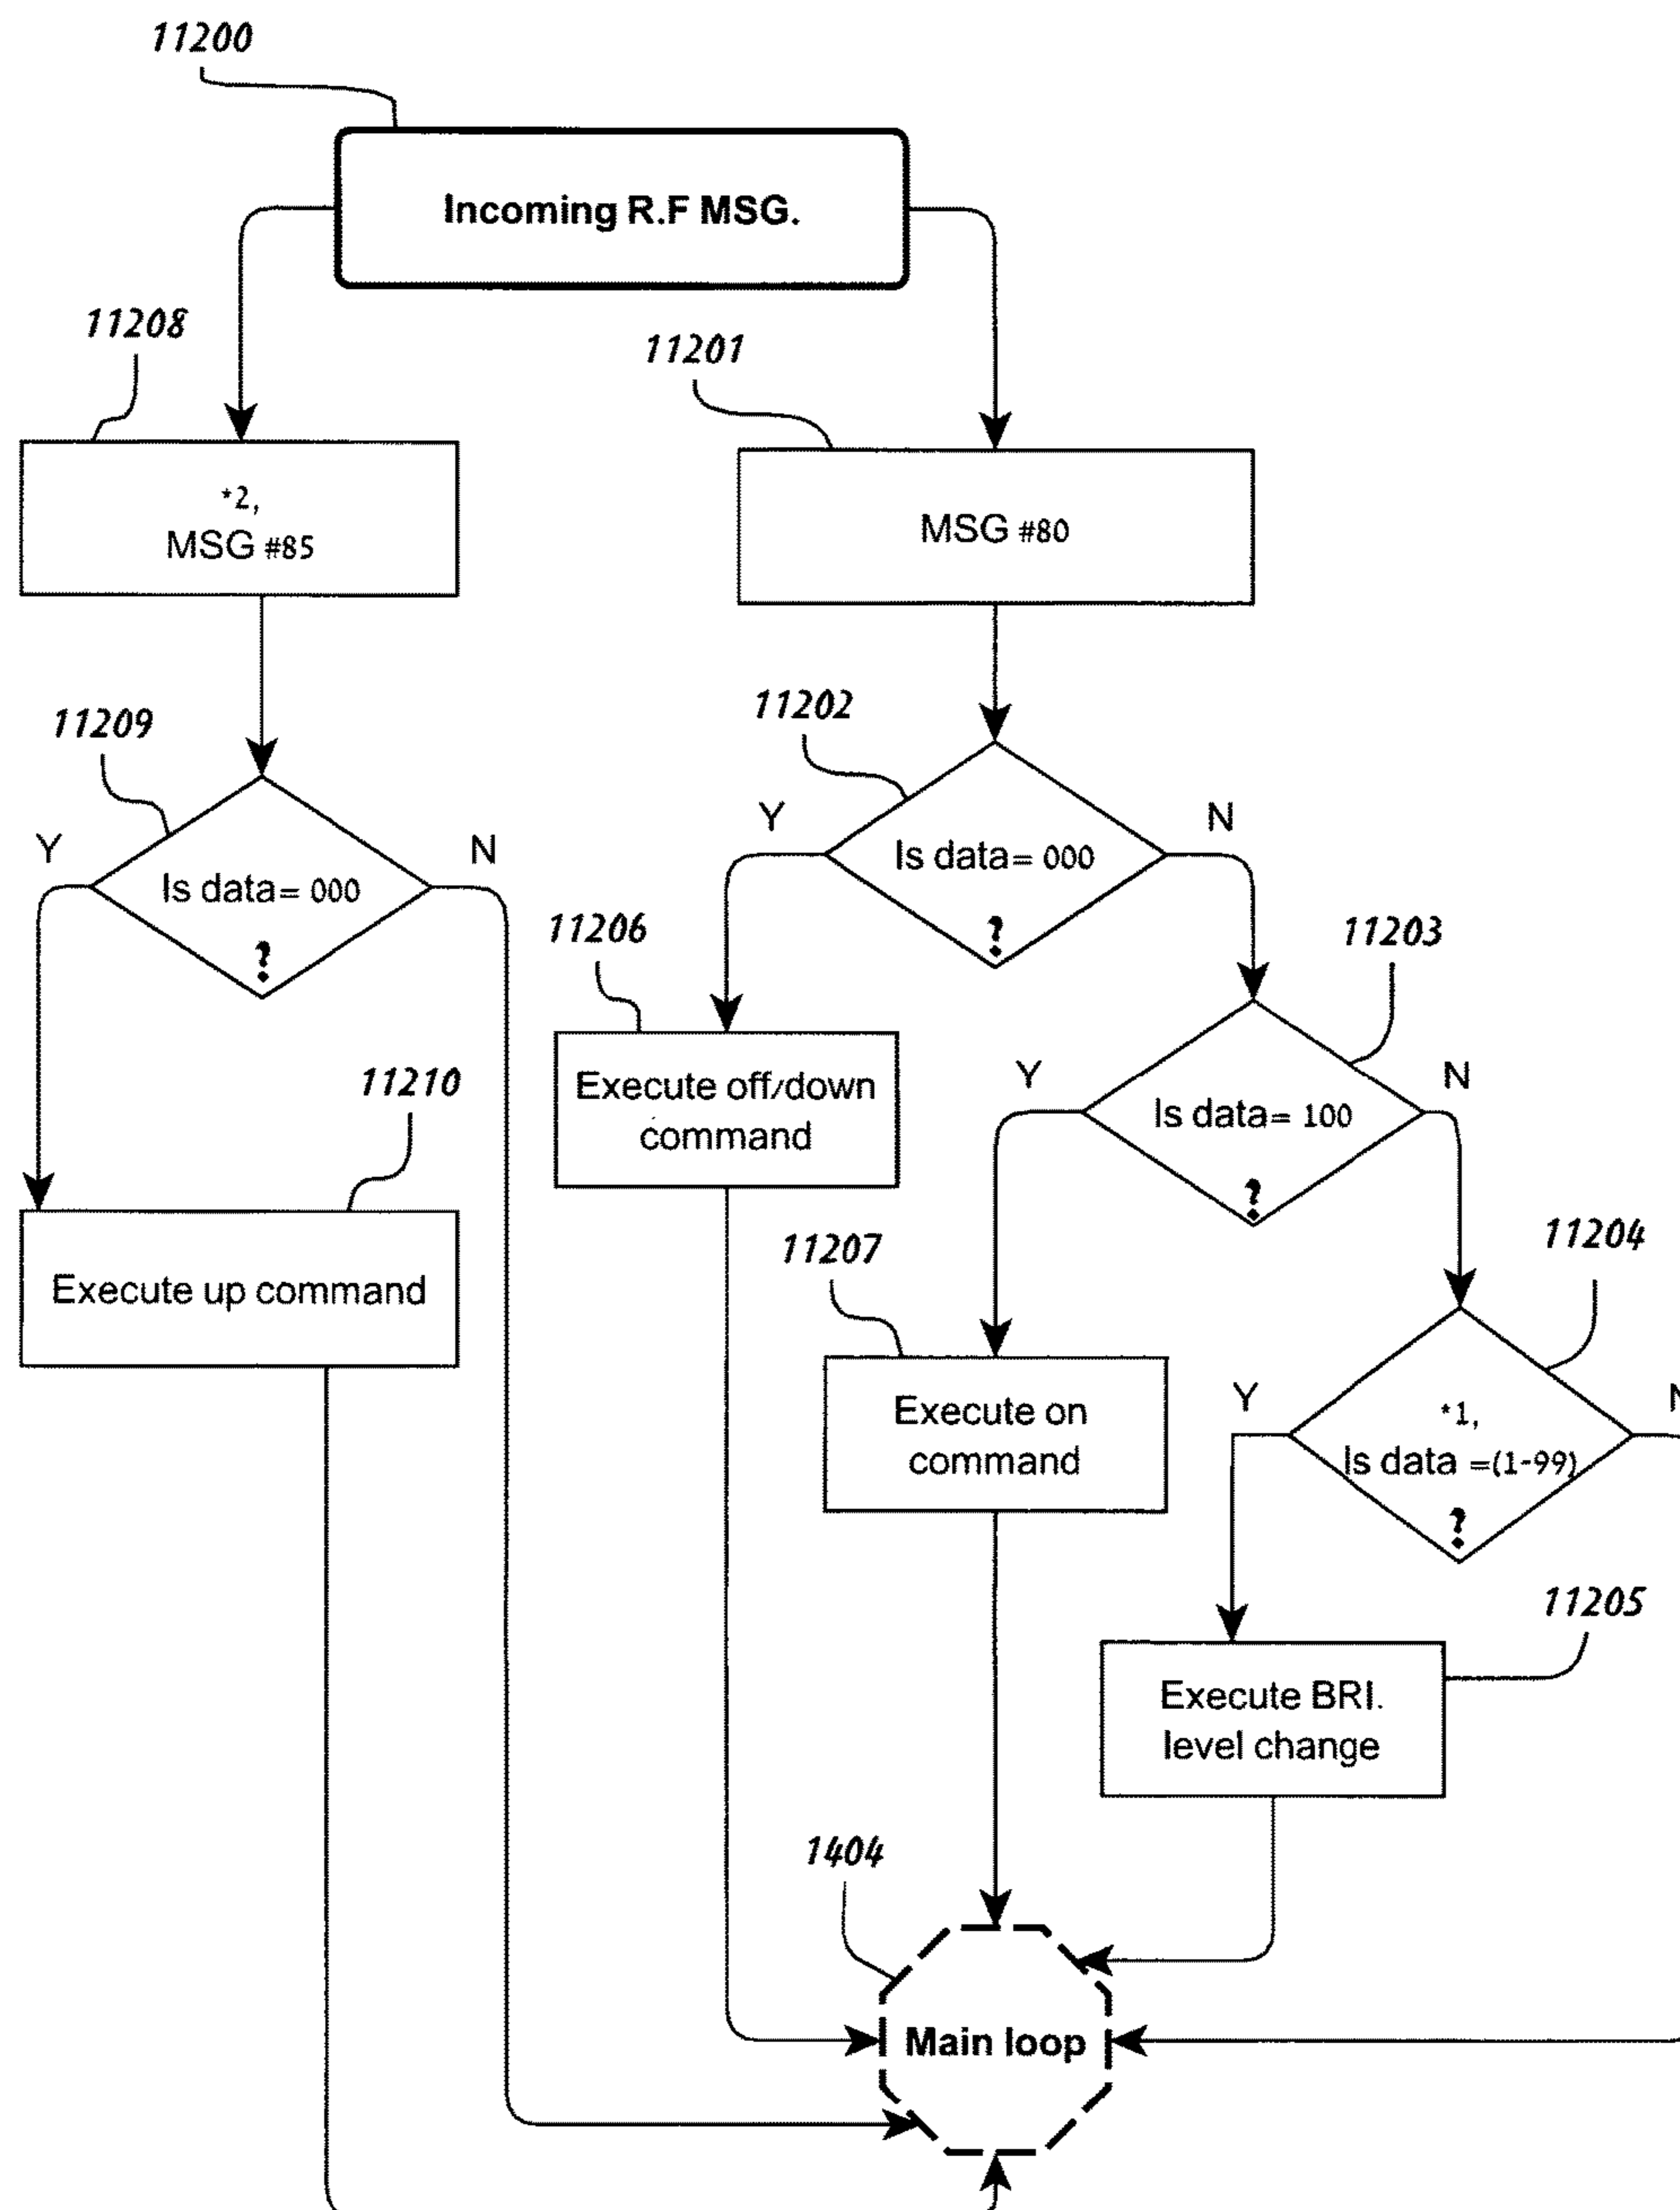 11200
Incoming R.F MSG.
11208
11201
*2,
MSG #85
MSG #80
11209
11202
Y
N
Is data= 000
?
Y
N
Is data= 000
?
11206
11203
Execute off/down
command
11210
Y
N
Is data= 100
?
Execute up command
11207
11204
Execute on
command
Y
N
*1,
Is data =(1-99)
?
11205
Execute BRI.
level change
1404
Main loop